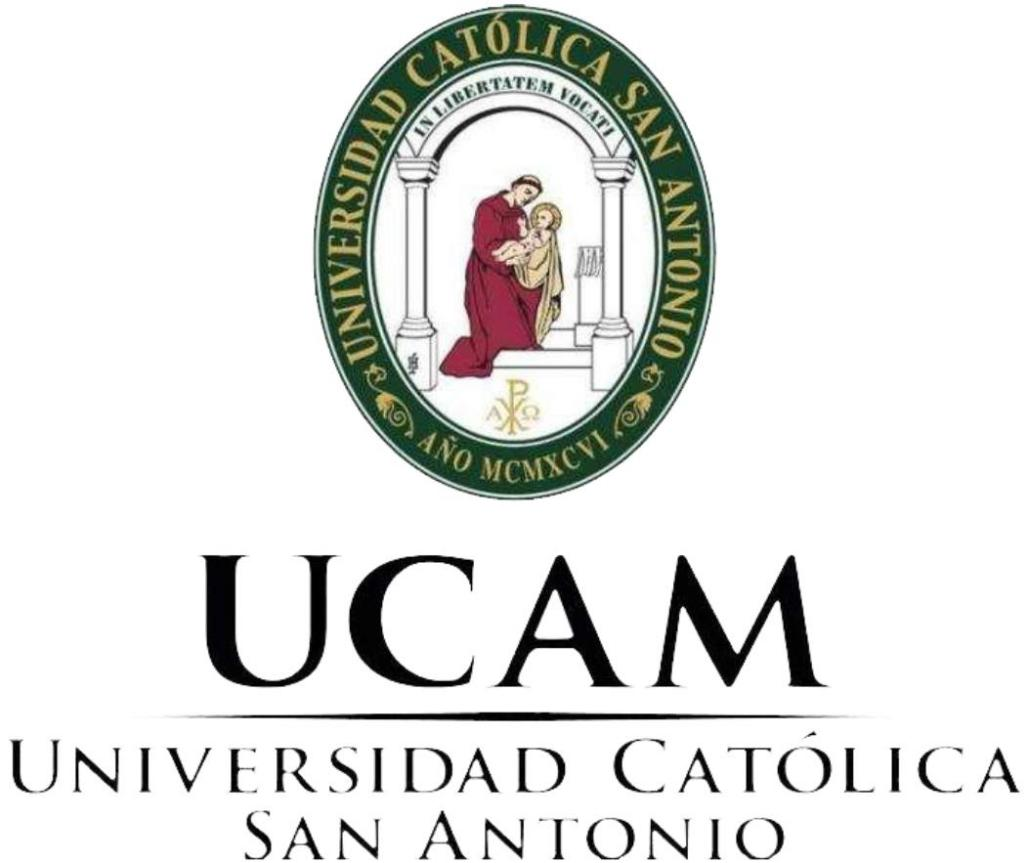 UNIVERSIDAD CATÓLICA SAN ANTONIO
IN LIBERTATEM VOCATI
A Ω
AÑO MCMXCVI
UCAM
UNIVERSIDAD CATÓLICA
SAN ANTONIO